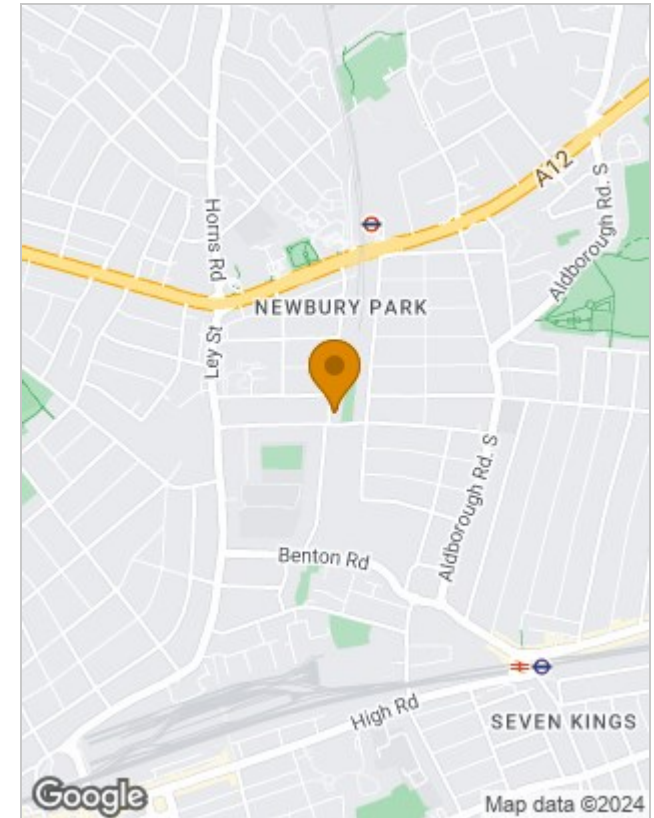 A12
Aldborough Rd. S
Horns Rd
NEWBURY PARK
Ley St
Aldborough Rd. S
Benton Rd
High Rd
SEVEN KINGS
Google
Map data ©2024